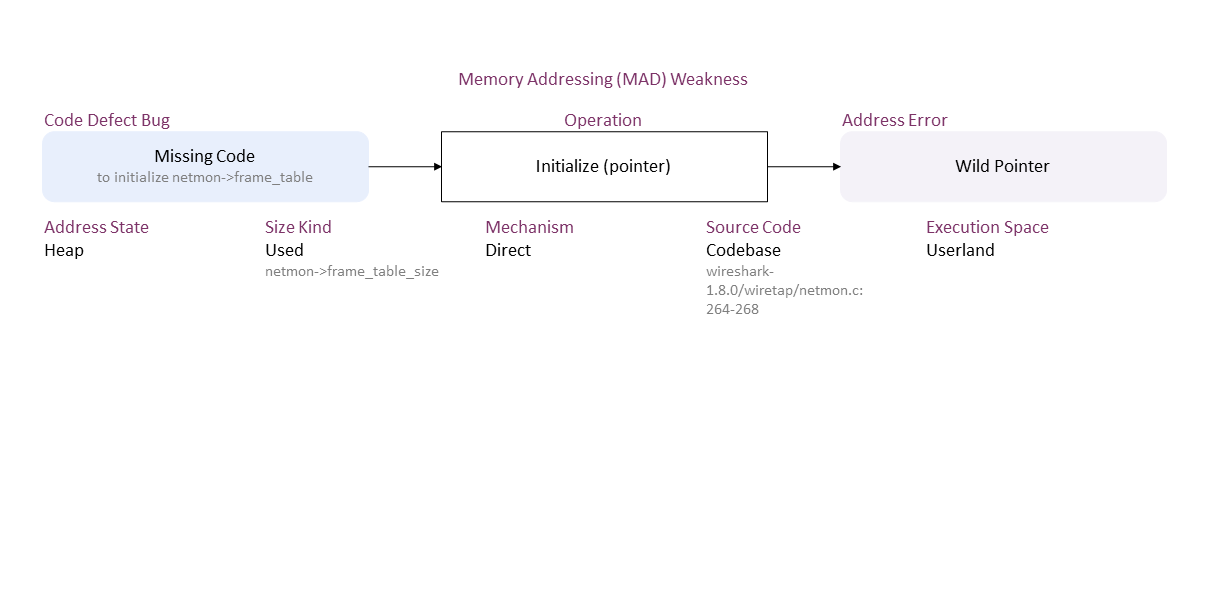 Memory Addressing (MAD) Weakness
Code Defect Bug
Operation
Address Error
Missing Code
to initialize netmon->frame_table
Initialize (pointer)
Wild Pointer
Address State
Heap
Size Kind
Used
netmon->frame_table_size
Mechanism
Direct
Source Code
Codebase
wireshark-
1.8.0/wiretap/netmon.c:
264-268
Execution Space
Userland